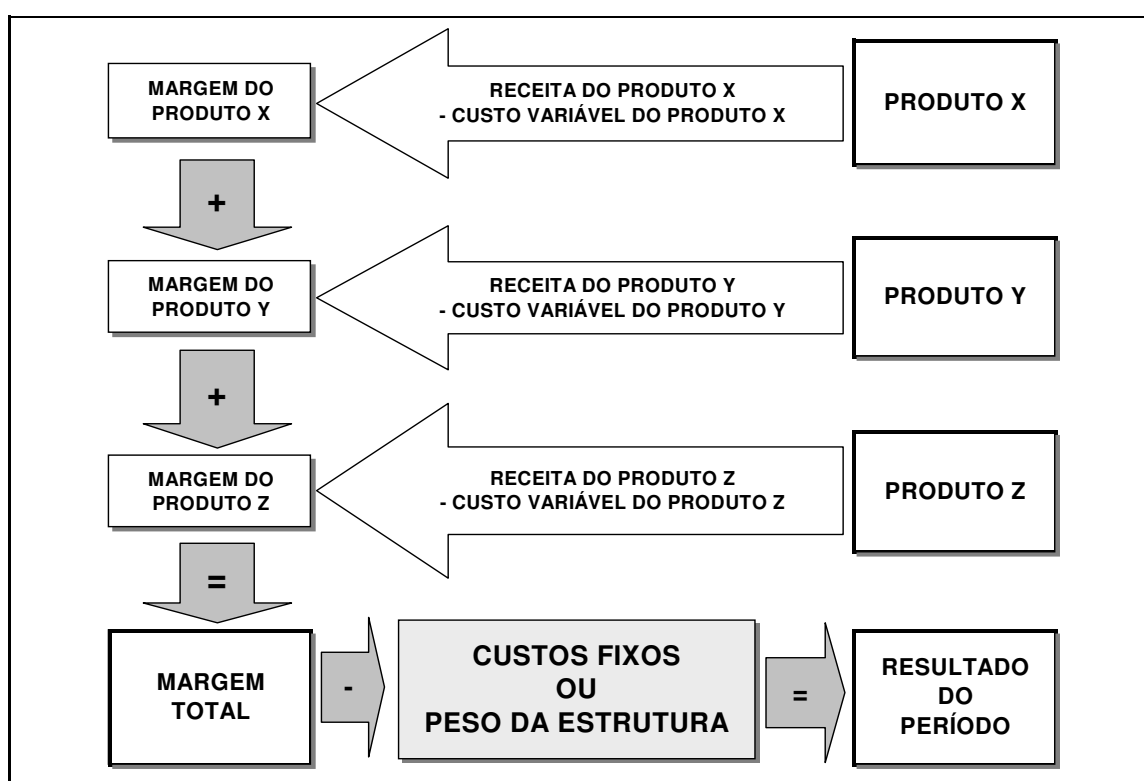 MARGEM DO
PRODUTO X
RECEITA DO PRODUTO X
- CUSTO VARIÁVEL DO PRODUTO X
PRODUTO X
+
MARGEM DO
PRODUTO Y
RECEITA DO PRODUTO Y
- CUSTO VARIÁVEL DO PRODUTO Y
PRODUTO Y
+
MARGEM DO
PRODUTO Z
RECEITA DO PRODUTO Z
- CUSTO VARIÁVEL DO PRODUTO Z
PRODUTO Z
=
MARGEM
TOTAL
-
CUSTOS FIXOS
OU
PESO DA ESTRUTURA
=
RESULTADO
DO
PERÍODO